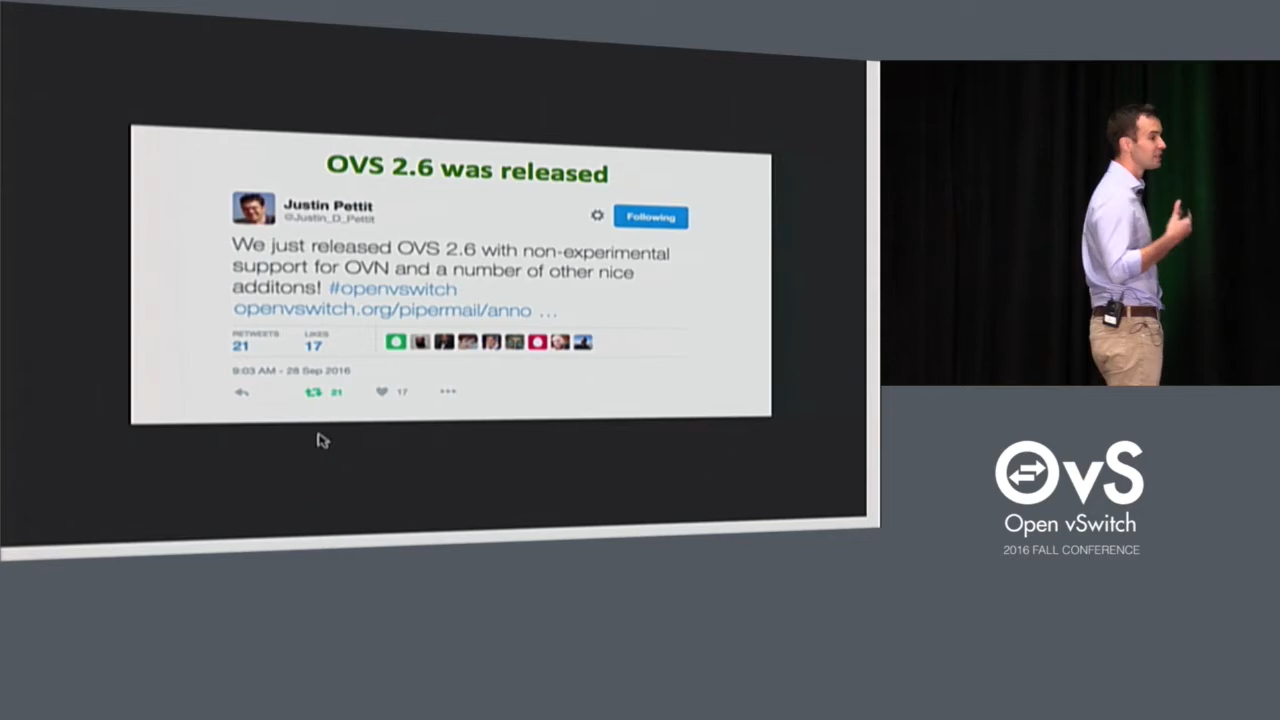 OVS 2.6 was released
Justin Pettit
@Justin_D_Pettit
Following
We just released OVS 2.6 with non-experimental
support for OVN and a number of other nice
additons! #openvswitch
openvswitch.org/pipermail/anno ...
RETWEETS LIKES
21 17
9:03 AM - 28 Sep 2016
21 17
OvS
Open vSwitch
2016 FALL CONFERENCE